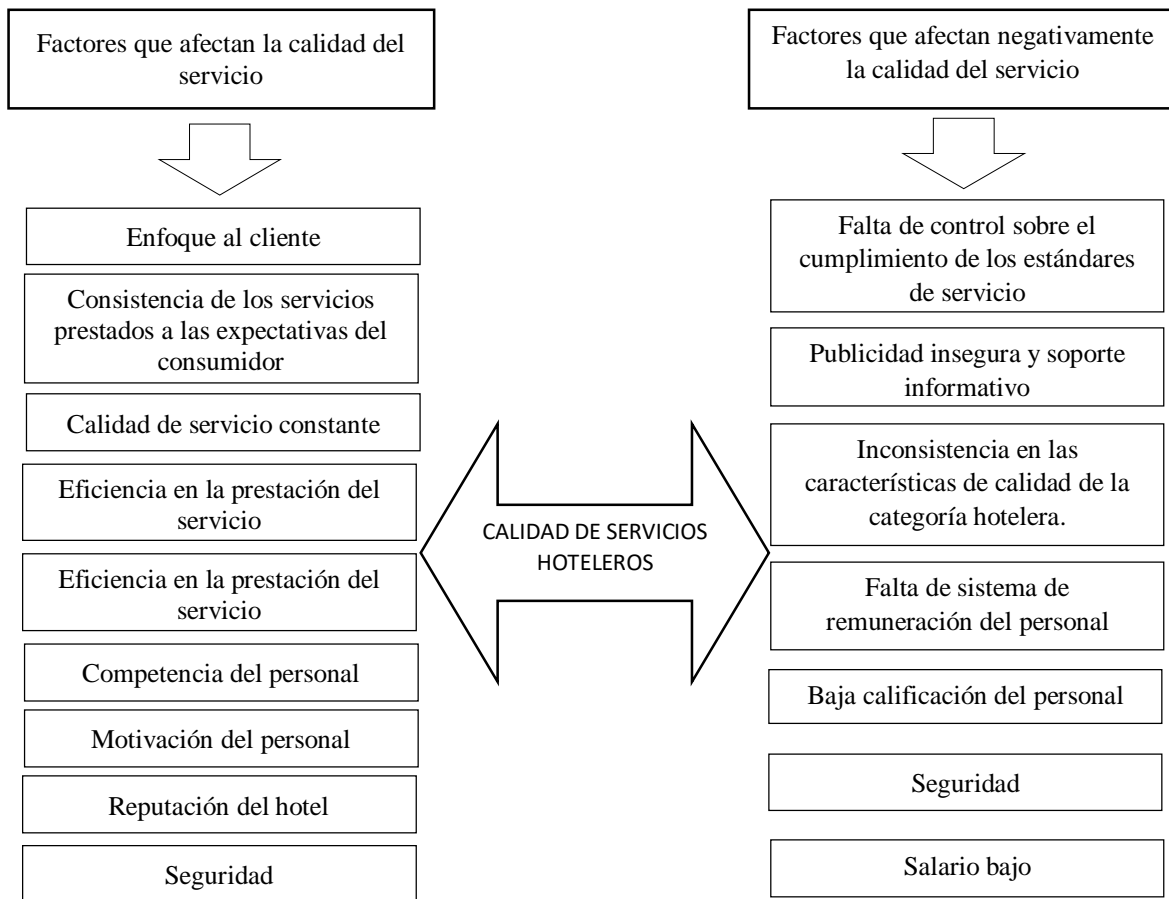 Factores que afectan la calidad del
servicio
Enfoque al cliente
Consistencia de los servicios
prestados a las expectativas del
consumidor
Calidad de servicio constante
Eficiencia en la prestación del
servicio
Eficiencia en la prestación del
servicio
Competencia del personal
Motivación del personal
Reputación del hotel
Seguridad
CALIDAD DE SERVICIOS
HOTELEROS
Factores que afectan negativamente
la calidad del servicio
Falta de control sobre el
cumplimiento de los estándares
de servicio
Publicidad insegura y soporte
informativo
Inconsistencia en las
características de calidad de la
categoría hotelera.
Falta de sistema de
remuneración del personal
Baja calificación del personal
Seguridad
Salario bajo